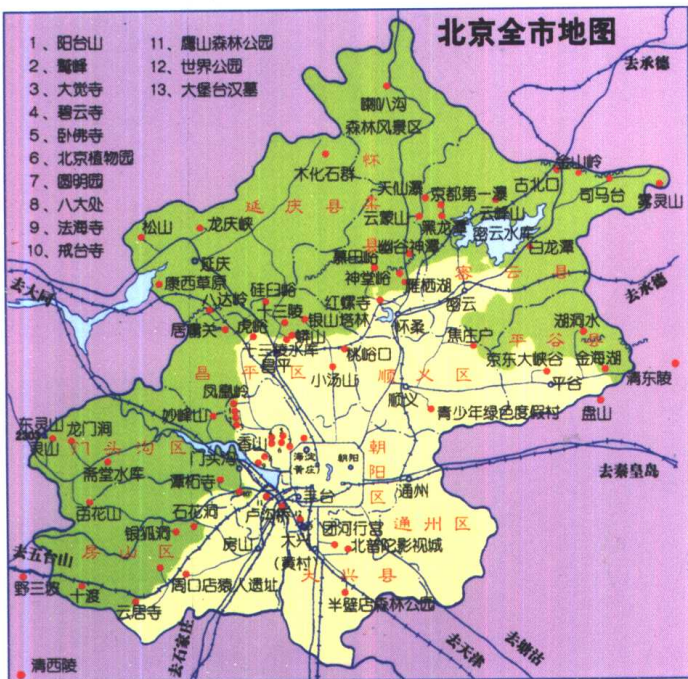 北京全市地图
1、阳台山
2、鹫峰
3、大觉寺
4、碧云寺
5、卧佛寺
6、北京植物园
7、圆明园
8、八大处
9、法海寺
10、戒台寺
11、鹰山森林公园
12、世界公园
13、大堡台汉墓
去承德
喇叭沟
森林风景区
怀柔县
木化石群
天仙瀑
京都第一瀑
古北口
金山岭
司马台
雾灵山
延庆县
云蒙山
黑龙潭
云峰山
密云水库
白龙潭
松山
龙庆峡
延庆
幽谷神潭
慕田峪
神堂峪
雁栖湖
密云县
密云
去大同
康西草原
硅臼峪
红螺寺
去承德
八达岭
十三陵
银山塔林
怀柔
居庸关
虎峪
蟒山
焦庄户
平谷县
湖洞水
十三陵水库
昌平
桃峪口
京东大峡谷
金海湖
昌平区
小汤山
顺义区
平谷
清东陵
凤凰岭
顺义
青少年绿色度假村
盘山
妙峰山
东灵山
2303
龙门涧
灵山
门头沟区
香山
海淀
朝阳
朝阳区
门头沟
黄庄
去秦皇岛
斋堂水库
潭柘寺
丰台
通州
百花山
石花洞
卢沟桥
团河行宫
通州区
银狐洞
大兴
(黄村)
北普陀影视城
去五台山
房山区
房山
野三坡
十渡
周口店猿人遗址
大兴县
云居寺
半壁店森林公园
去石家庄
去天津
去塘沽
清西陵